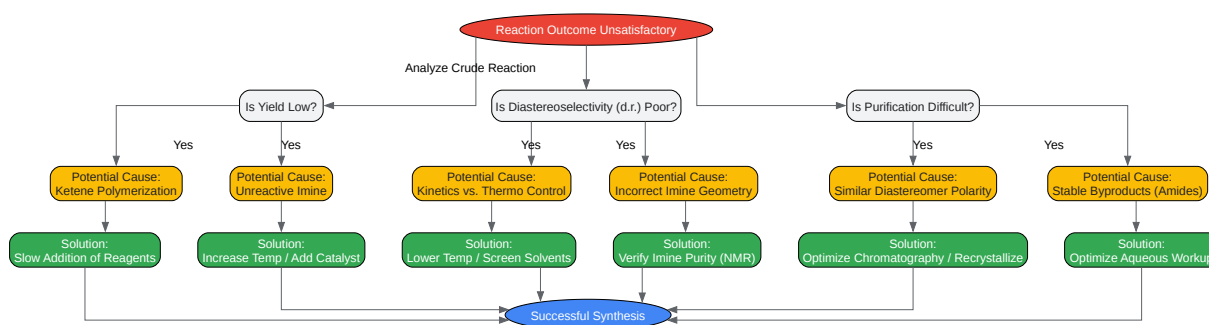 Reaction Outcome Unsatisfactory
Analyze Crude Reaction
Is Yield Low?
Is Diastereoselectivity (d.r.) Poor?
Is Purification Difficult?
Yes
Yes
Yes
Yes
Yes
Yes
Potential Cause:
Ketene Polymerization
Potential Cause:
Unreactive Imine
Potential Cause:
Kinetics vs. Thermo Control
Potential Cause:
Incorrect Imine Geometry
Potential Cause:
Similar Diastereomer Polarity
Potential Cause:
Stable Byproducts (Amides)
Solution:
Slow Addition of Reagents
Solution:
Increase Temp / Add Catalyst
Solution:
Lower Temp / Screen Solvents
Solution:
Verify Imine Purity (NMR)
Solution:
Optimize Chromatography / Recrystallize
Solution:
Optimize Aqueous Workup
Successful Synthesis